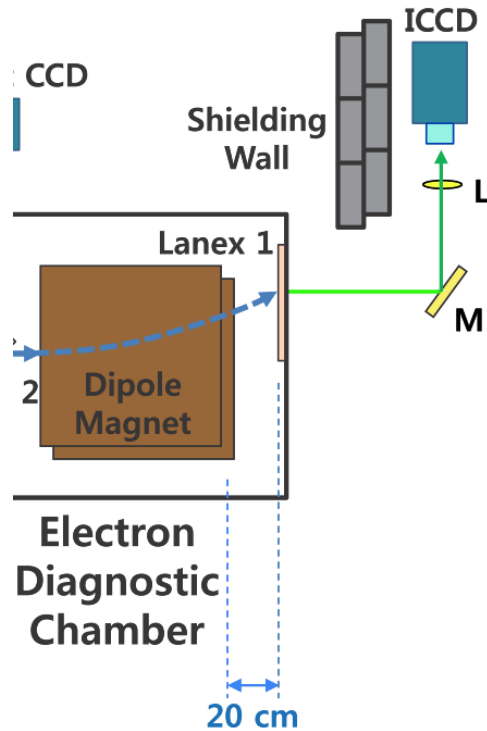 ICCD
: CCD
Shielding
Wall
L
Lanex 1
M
2
Dipole
Magnet
Electron
Diagnostic
Chamber
20 cm